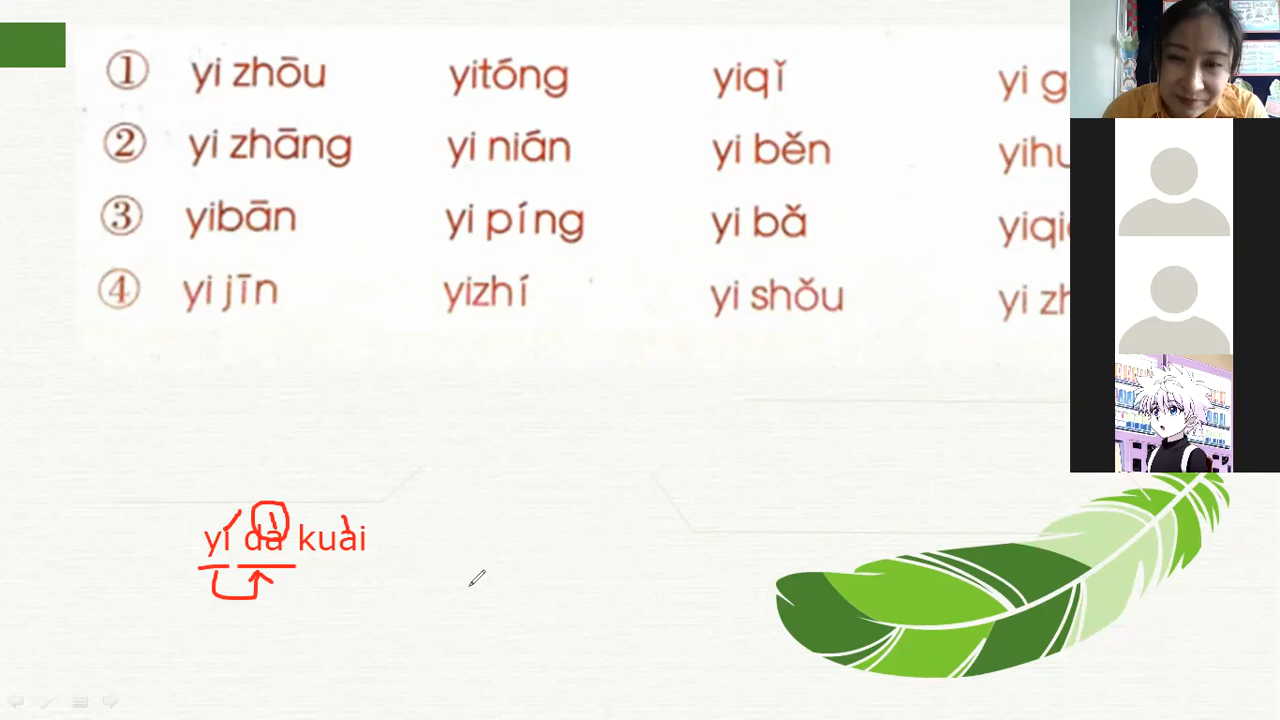 ① yi zhōu yitóng yiqǐ yi g
② yi zhāng yi nián yi běn yihu
③ yibān yi píng yi bǎ yiqi
④ yi jīn yizhí yi shǒu yi zh
yí dà kuài